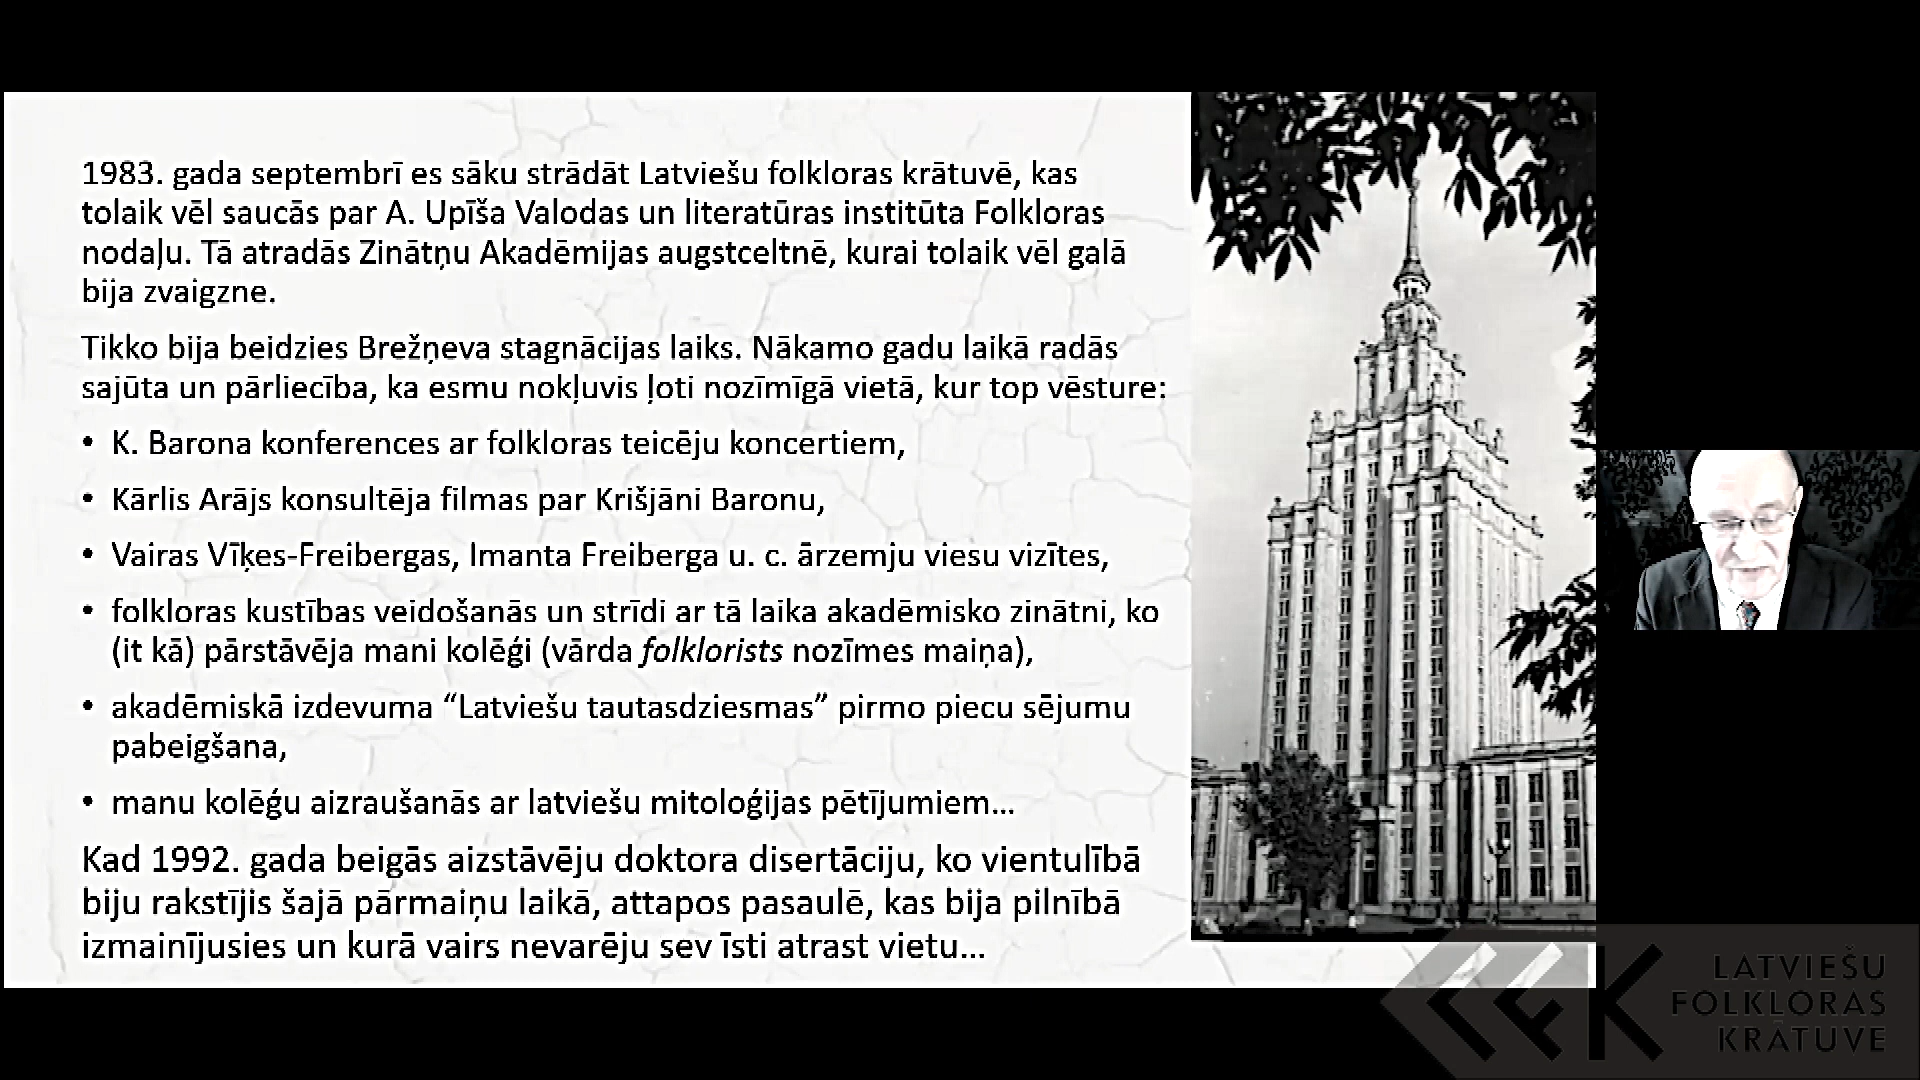 1983. gada septembrī es sāku strādāt Latviešu folkloras krātuvē, kas
tolaik vēl saucās par A. Upīša Valodas un literatūras institūta Folkloras
nodaļu. Tā atradās Zinātņu Akadēmijas augstceltnē, kurai tolaik vēl galā
bija zvaigzne.
Tikko bija beidzies Brežņeva stagnācijas laiks. Nākamo gadu laikā radās
sajūta un pārliecība, ka esmu nokļuvis ļoti nozīmīgā vietā, kur top vēsture:
• K. Barona konferences ar folkloras teicēju koncertiem,
• Kārlis Arājs konsultēja filmas par Krišjāni Baronu,
• Vairas Vīķes-Freibergas, Imanta Freiberga u. c. ārzemju viesu vizītes,
• folkloras kustības veidošanās un strīdi ar tā laika akadēmisko zinātni, ko
(it kā) pārstāvēja mani kolēģi (vārda folklorists nozīmes maiņa),
• akadēmiskā izdevuma “Latviešu tautasdziesmas” pirmo piecu sējumu
pabeigšana,
• manu kolēģu aizraušanās ar latviešu mitoloģijas pētījumiem…
Kad 1992. gada beigās aizstāvēju doktora disertāciju, ko vientulībā
biju rakstījis šajā pārmaiņu laikā, attapos pasaulē, kas bija pilnībā
izmainījusies un kurā vairs nevarēju sev īsti atrast vietu…
LFK
LATVIEŠU
FOLKLORAS
KRĀTUVE